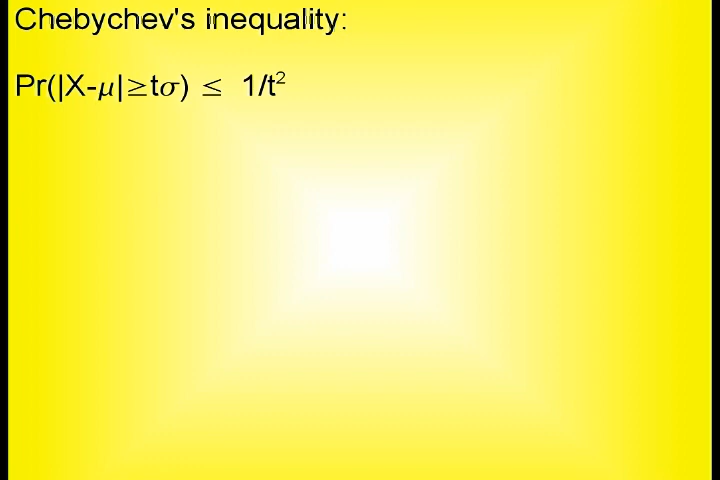 Chebychev's inequality:
Pr(|X-μ|≥tσ) ≤ 1/t²